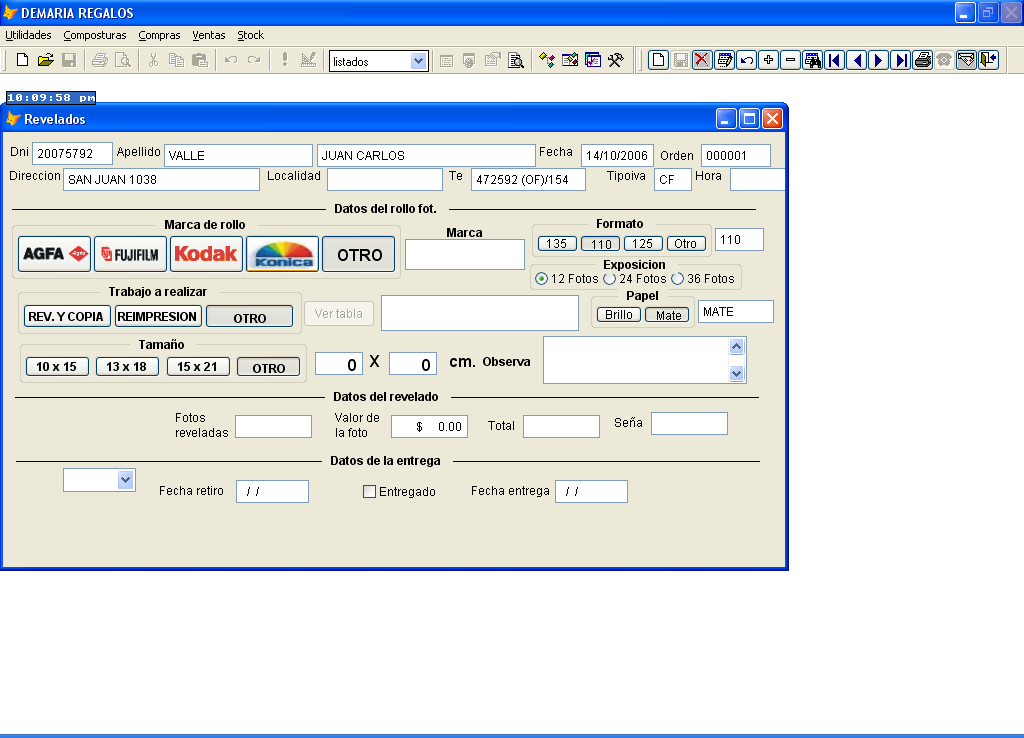 DEMARIA REGALOS
Utilidades Composturas Compras Ventas Stock
listados
10:09:58 pm
Revelados
Dni 20075792 Apellido VALLE JUAN CARLOS Fecha 14/10/2006 Orden 000001
Direccion SAN JUAN 1038 Localidad Te 472592 (OF)/154 Tipoiva CF Hora
Datos del rollo fot.
Marca de rollo
AGFA Agfa FUJIFILM Kodak Konica OTRO
Marca
Formato
135 110 125 Otro 110
Exposicion
12 Fotos 24 Fotos 36 Fotos
Trabajo a realizar
REV. Y COPIA REIMPRESION OTRO Ver tabla
Papel
Brillo Mate MATE
Tamaño
10 x 15 13 x 18 15 x 21 OTRO 0 X 0 cm. Observa
Datos del revelado
Fotos reveladas Valor de la foto $ 0.00 Total Seña
Datos de la entrega
Fecha retiro / / Entregado Fecha entrega / /